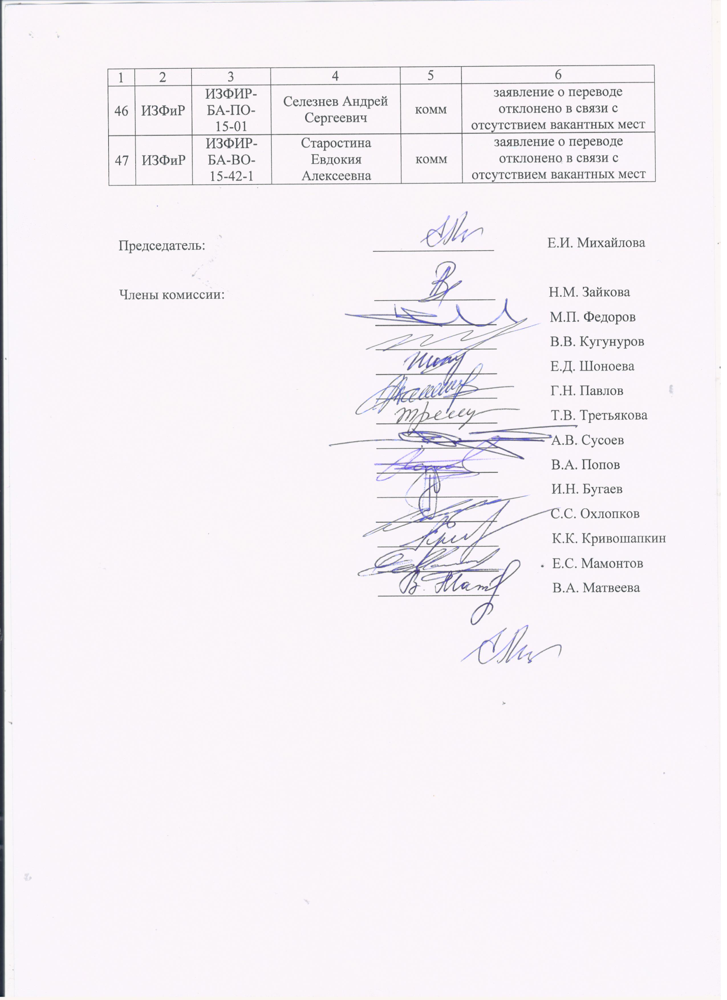 1 2 3 4 5 6
46 ИЗФиР ИЗФИР-БА-ПО-15-01 Селезнев Андрей Сергеевич комм заявление о переводе отклонено в связи с отсутствием вакантных мест
47 ИЗФиР ИЗФИР-БА-ВО-15-42-1 Старостина Евдокия Алексеевна комм заявление о переводе отклонено в связи с отсутствием вакантных мест
Председатель: Е.И. Михайлова
Члены комиссии: Н.М. Зайкова
М.П. Федоров
В.В. Кугунуров
Е.Д. Шоноева
Г.Н. Павлов
Т.В. Третьякова
А.В. Сусоев
В.А. Попов
И.Н. Бугаев
С.С. Охлопков
К.К. Кривошапкин
Е.С. Мамонтов
В.А. Матвеева